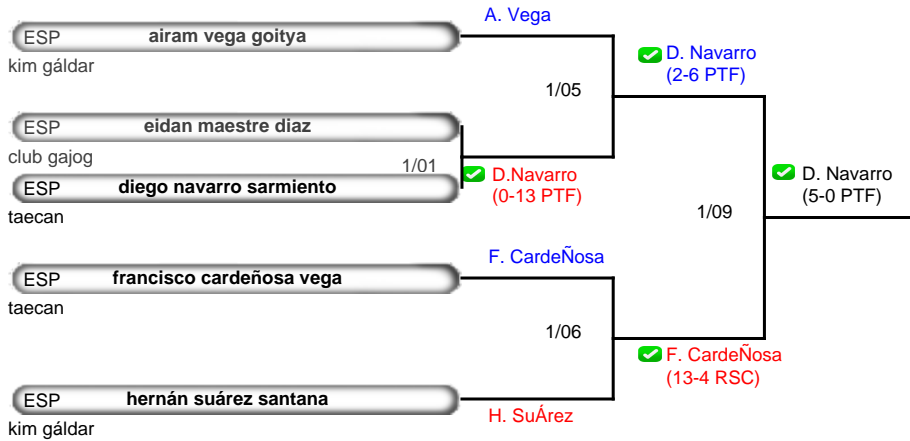 A. Vega
ESP airam vega goitya
kim gáldar
D. Navarro
(2-6 PTF)
1/05
ESP eidan maestre diaz
club gajog
1/01
ESP diego navarro sarmiento
taecan
D.Navarro
(0-13 PTF)
D. Navarro
(5-0 PTF)
1/09
F. CardeÑosa
ESP francisco cardeñosa vega
taecan
1/06
F. CardeÑosa
(13-4 RSC)
ESP hernán suárez santana
kim gáldar
H. SuÁrez